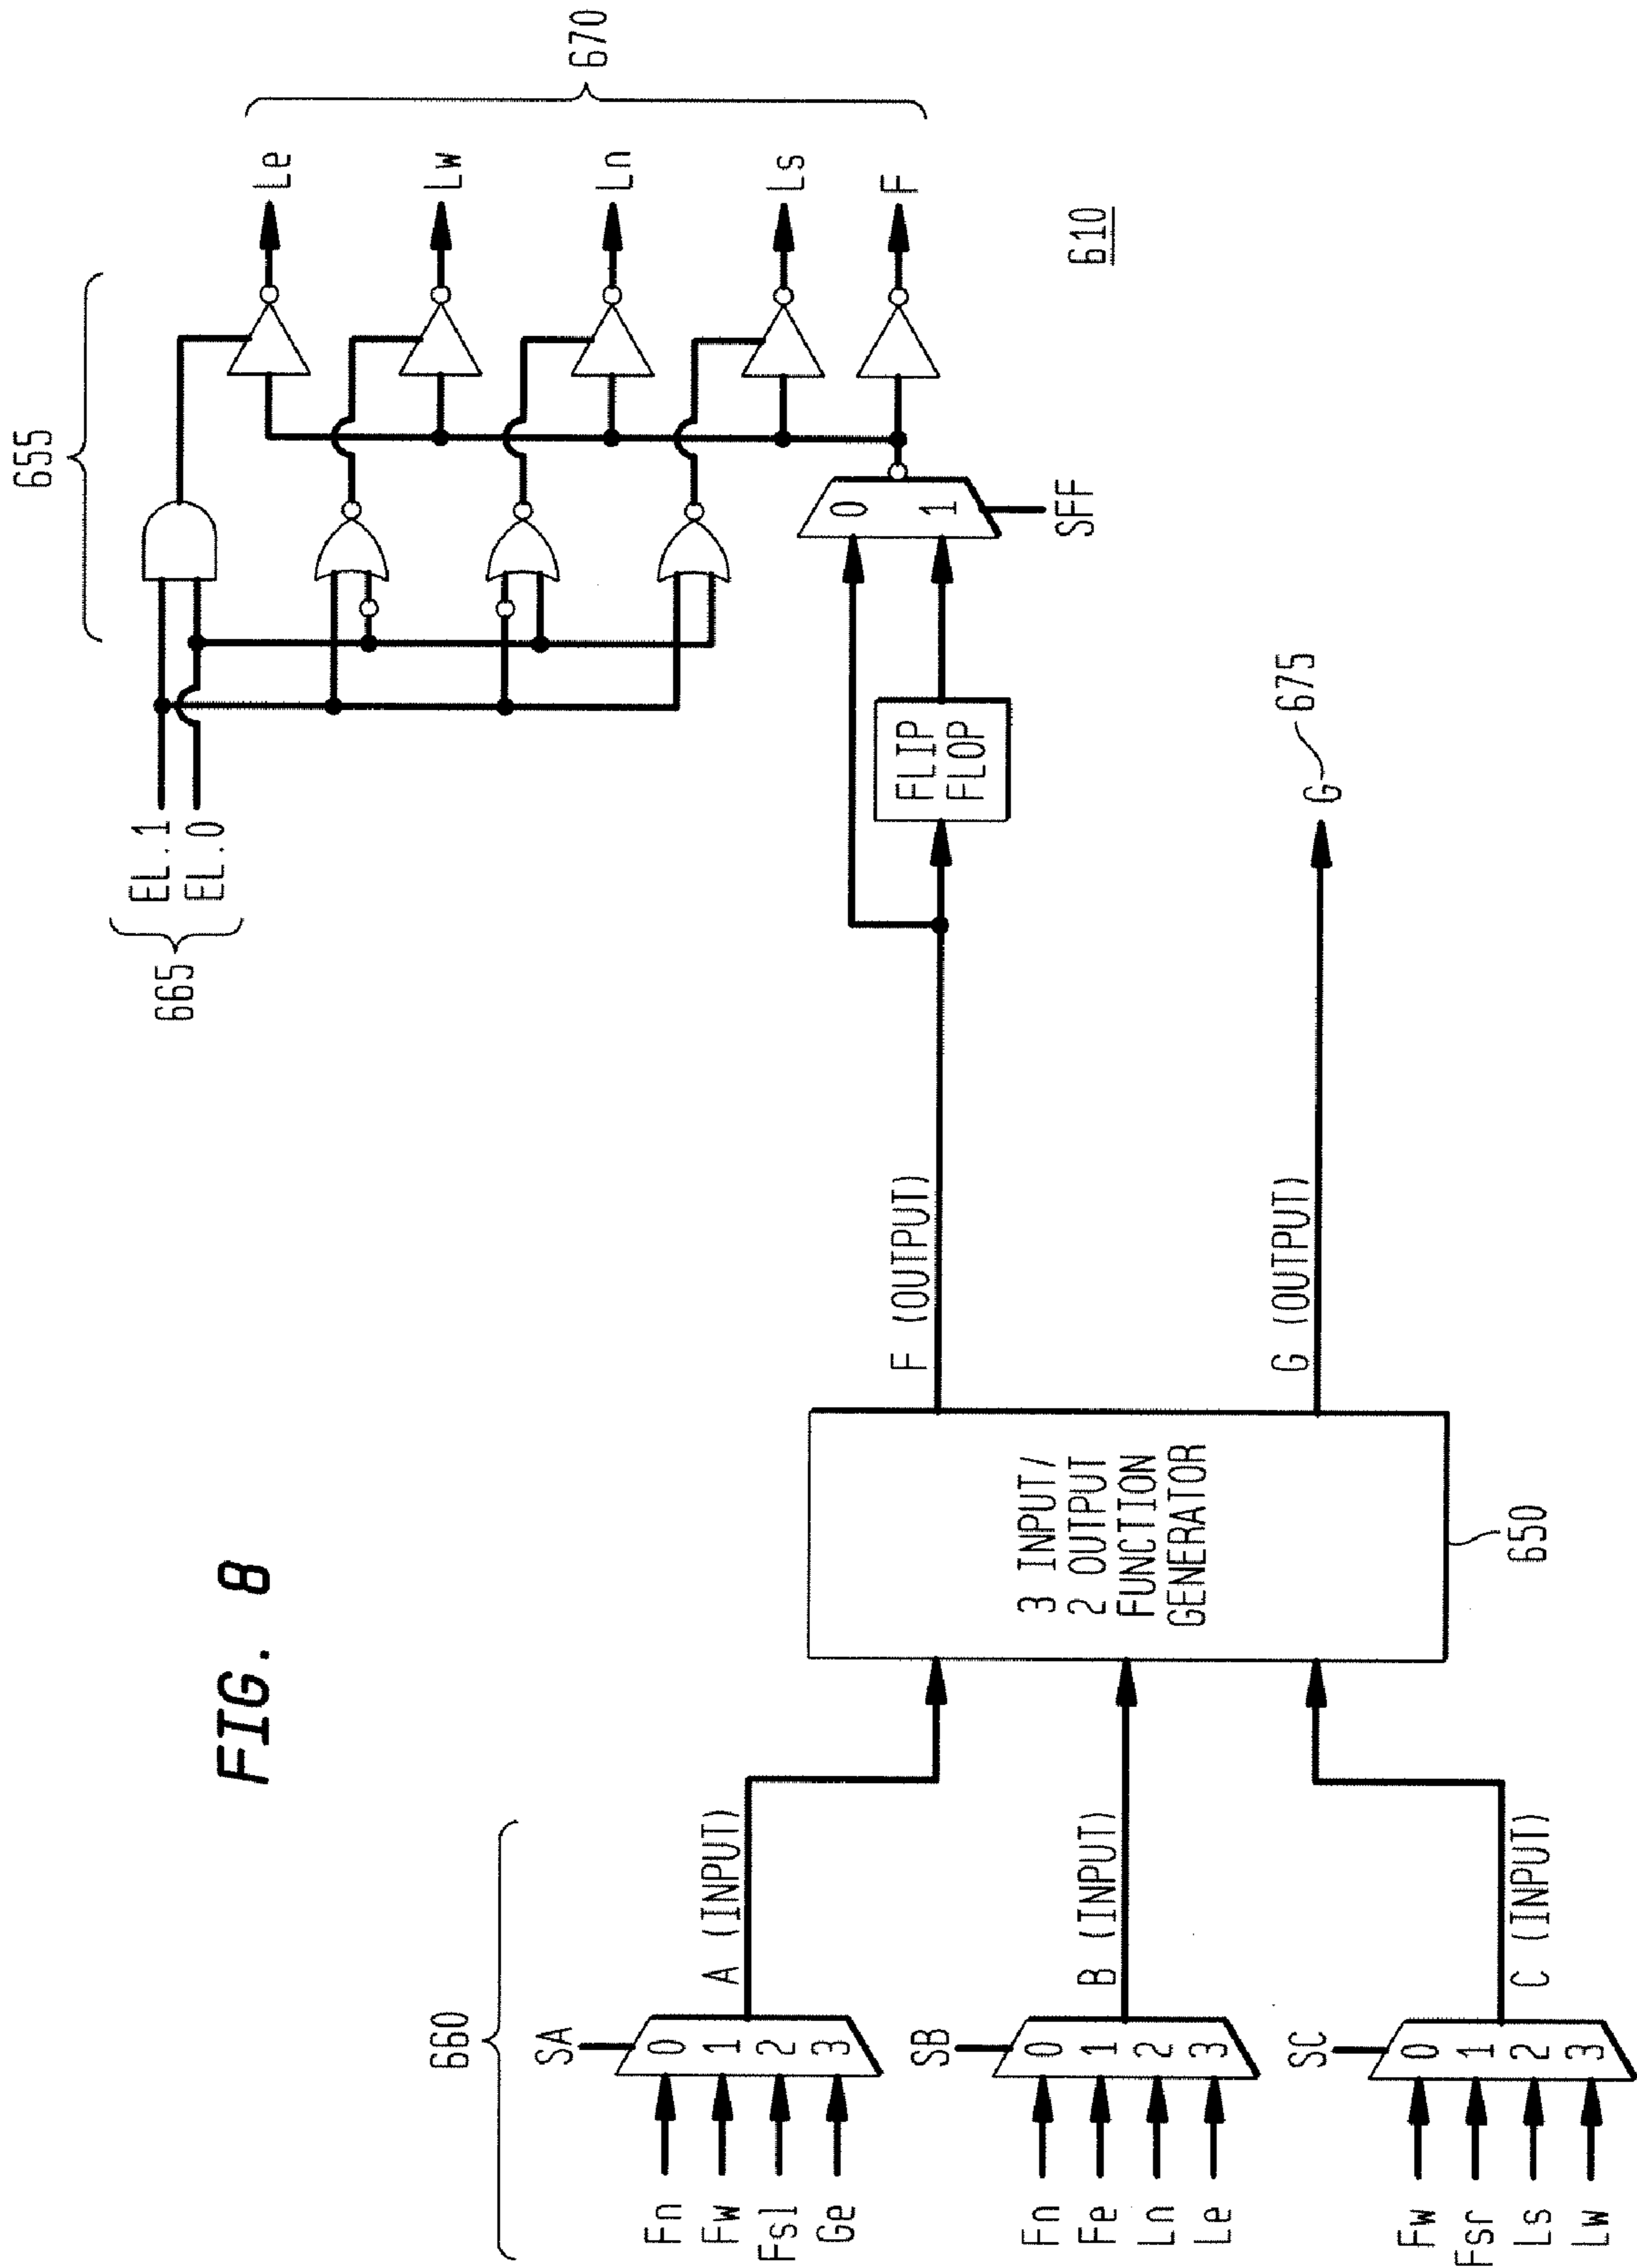 FIG. 8
660
SA
Fn 0
Fw 1
Fsl 2
Ge 3
A (INPUT)
SB
Fn 0
Fe 1
Ln 2
Le 3
B (INPUT)
SC
Fw 0
Fsr 1
Ls 2
Lw 3
C (INPUT)
3 INPUT/
2 OUTPUT
FUNCTION
GENERATOR
650
F (OUTPUT)
G (OUTPUT)
G
675
FLIP
FLOP
0
1
SFF
665
EL.1
EL.0
655
Le
Lw
Ln
Ls
F
670
610